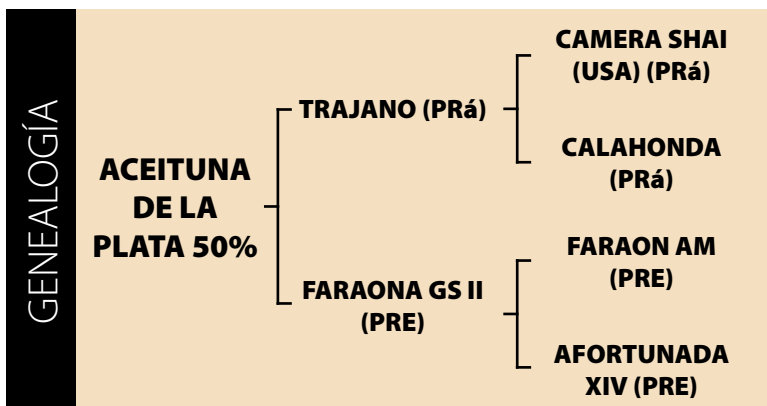 GENEALOGÍA
ACEITUNA
DE LA
PLATA 50%
TRAJANO (PRá)
FARAONA GS II
(PRE)
CAMERA SHAI
(USA) (PRá)
CALAHONDA
(PRá)
FARAON AM
(PRE)
AFORTUNADA
XIV (PRE)